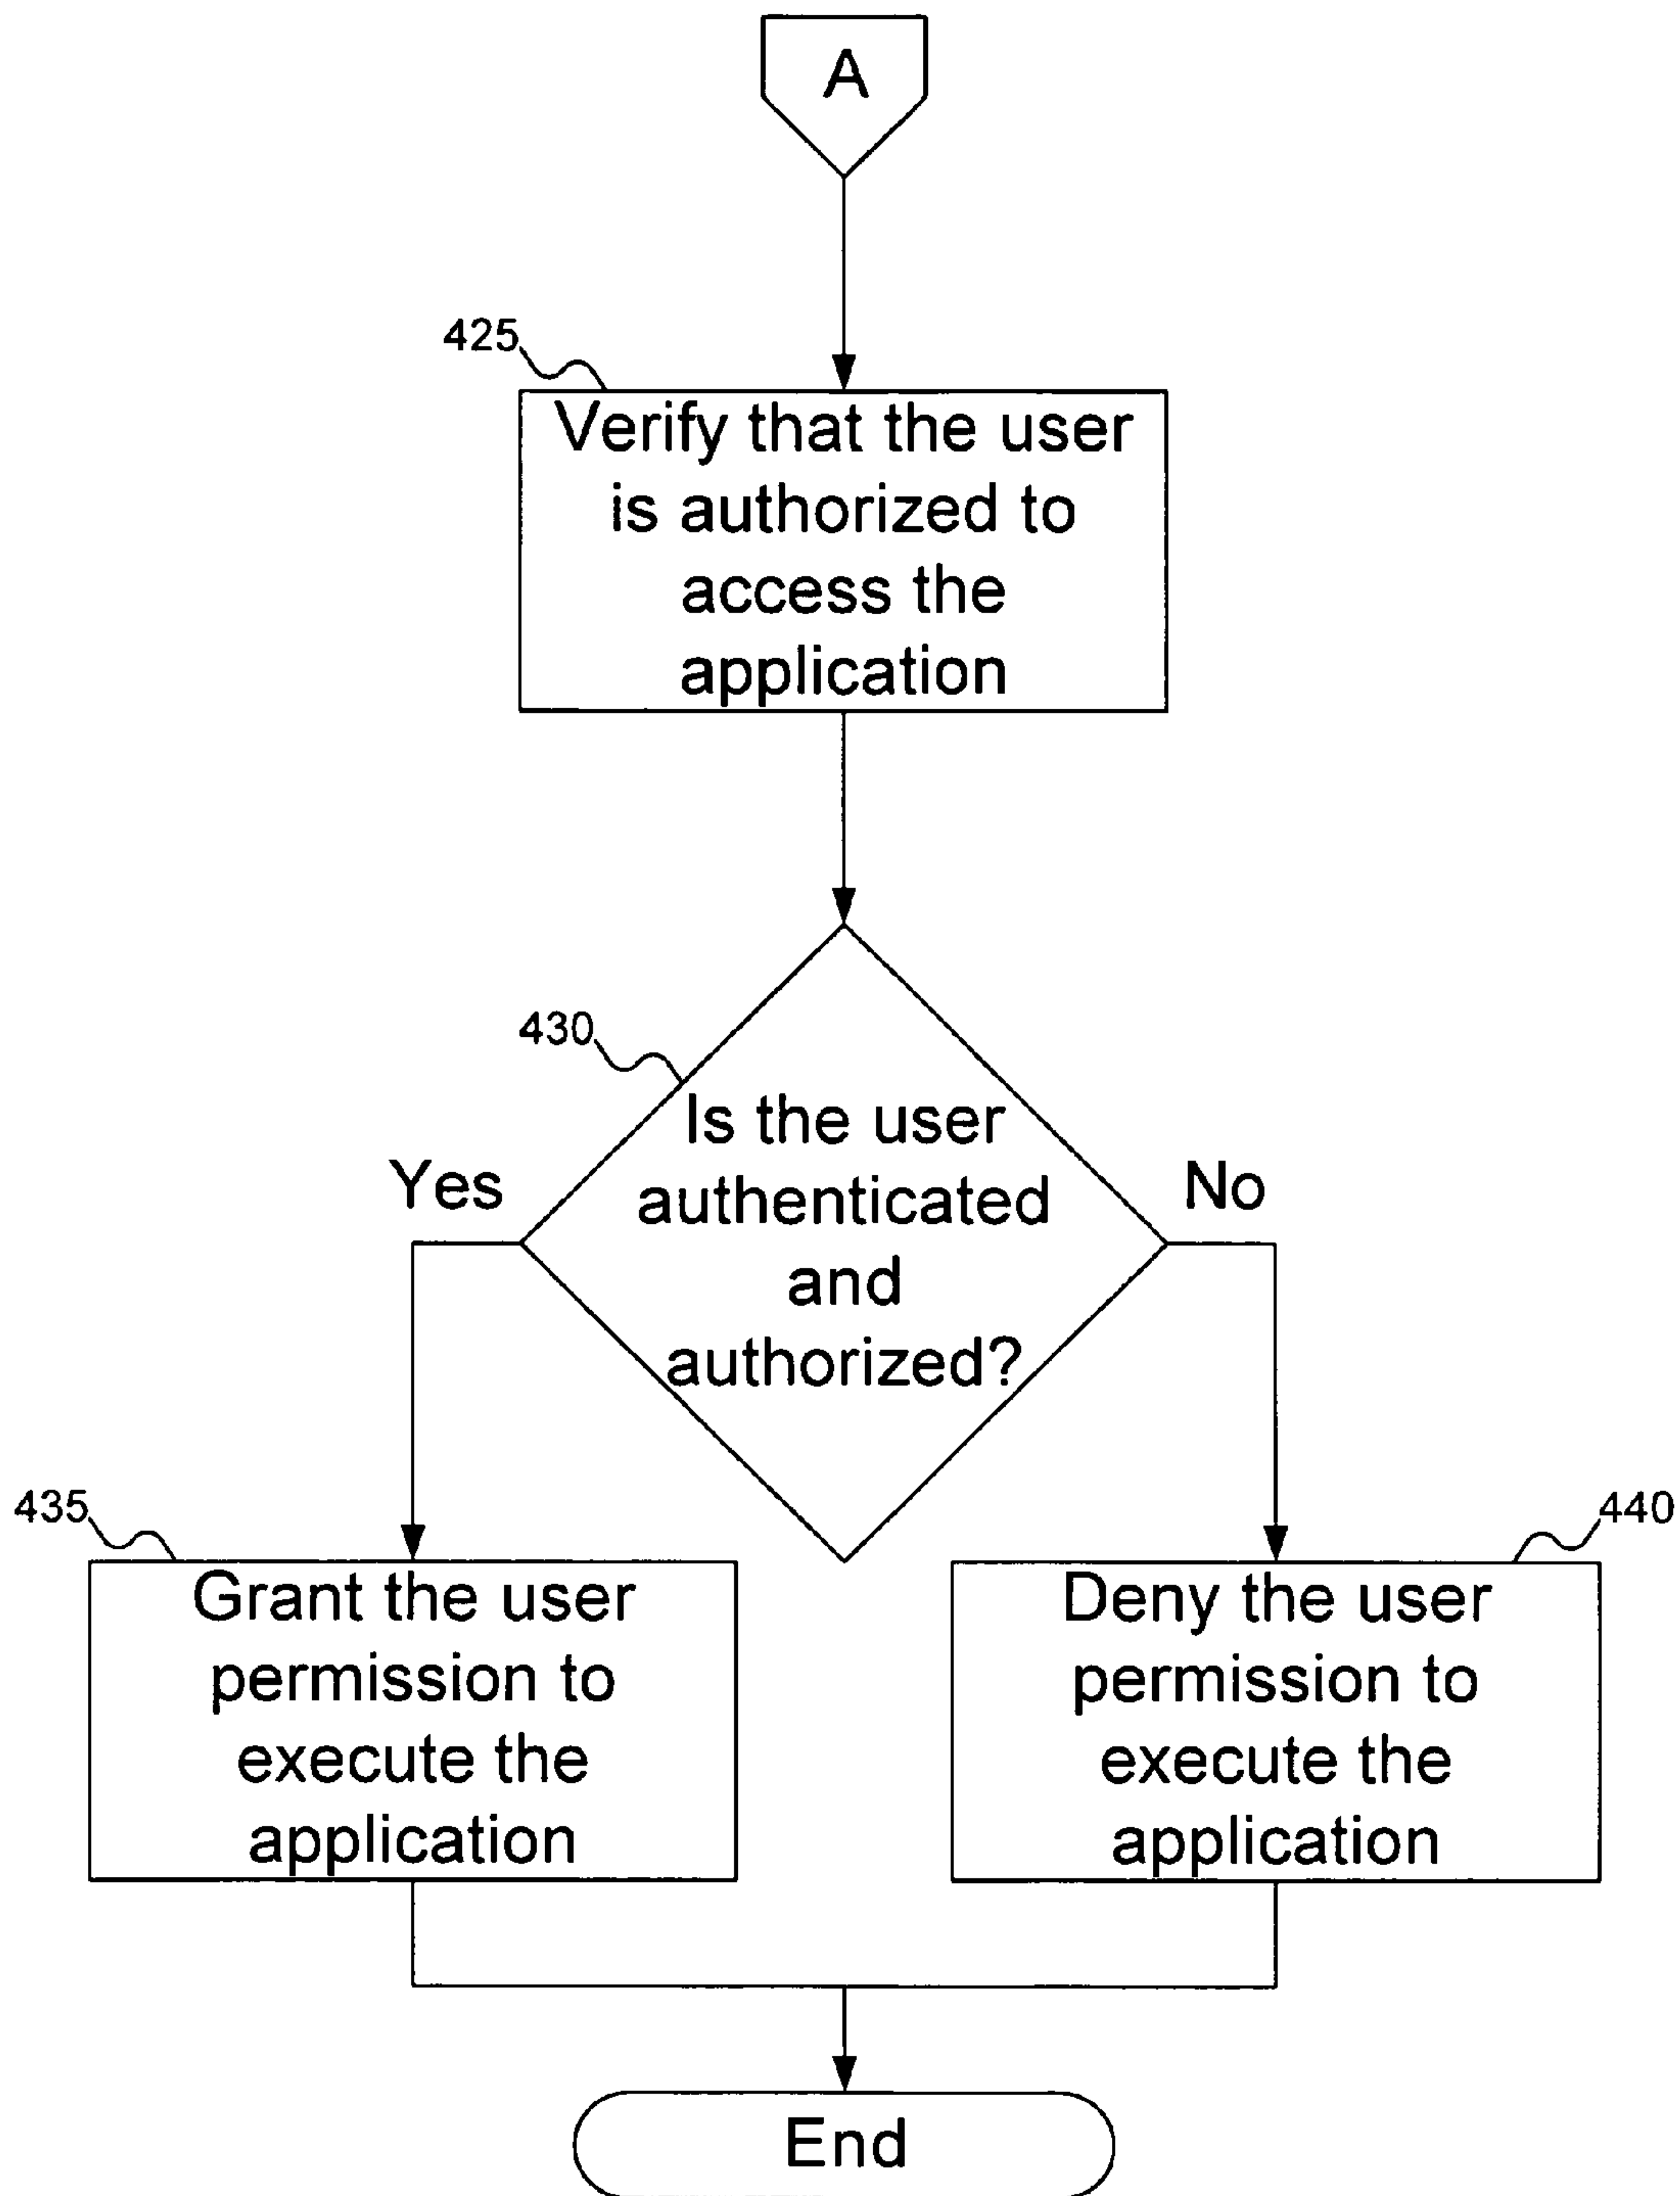 A
425
Verify that the user
is authorized to
access the
application
430
Is the user
authenticated
and
authorized?
Yes
No
435
Grant the user
permission to
execute the
application
440
Deny the user
permission to
execute the
application
End